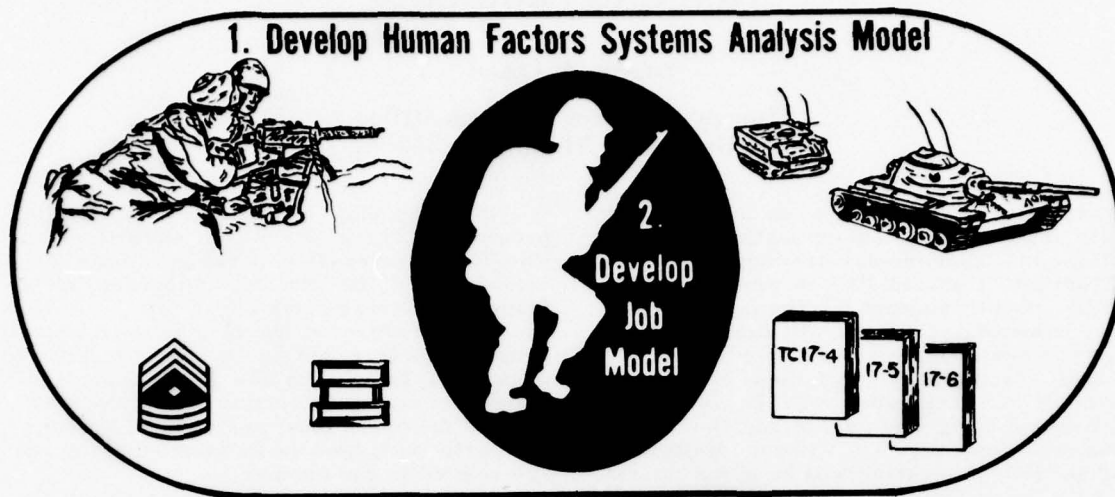 1. Develop Human Factors Systems Analysis Model
2.
Develop
Job
Model
TC17-4
17-5
17-6